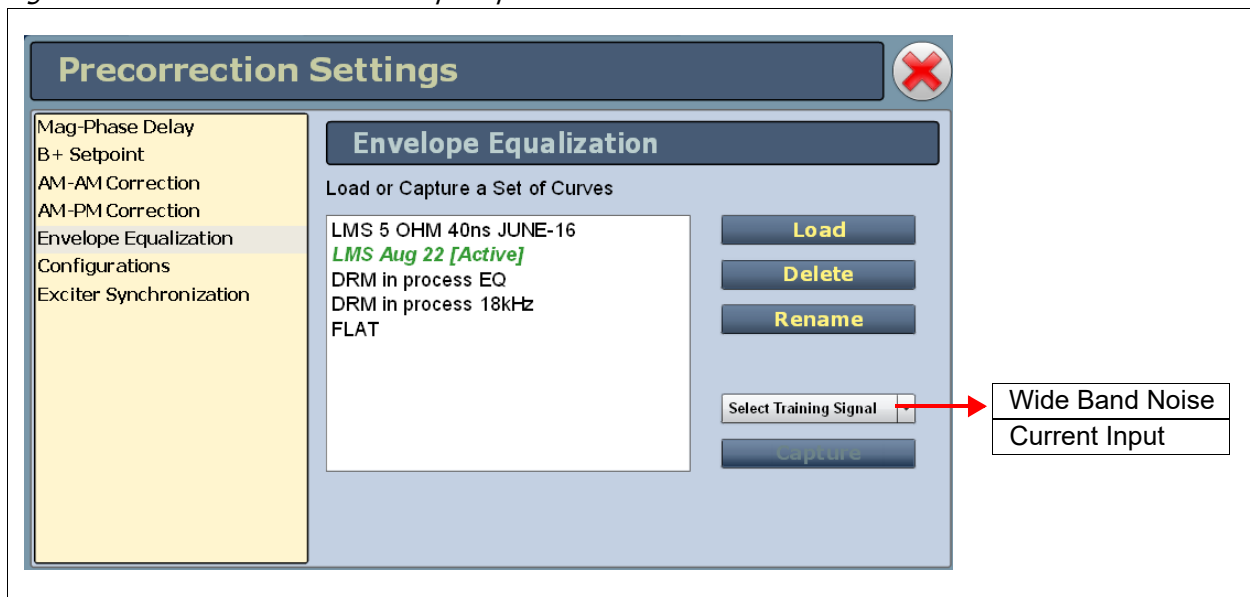 Precorrection Settings
Mag-Phase Delay
B+ Setpoint
AM-AM Correction
AM-PM Correction
Envelope Equalization
Configurations
Exciter Synchronization
Envelope Equalization
Load or Capture a Set of Curves
LMS 5 OHM 40ns JUNE-16
LMS Aug 22 [Active]
DRM in process EQ
DRM in process 18kHz
FLAT
Load
Delete
Rename
Select Training Signal
Capture
Wide Band Noise
Current Input